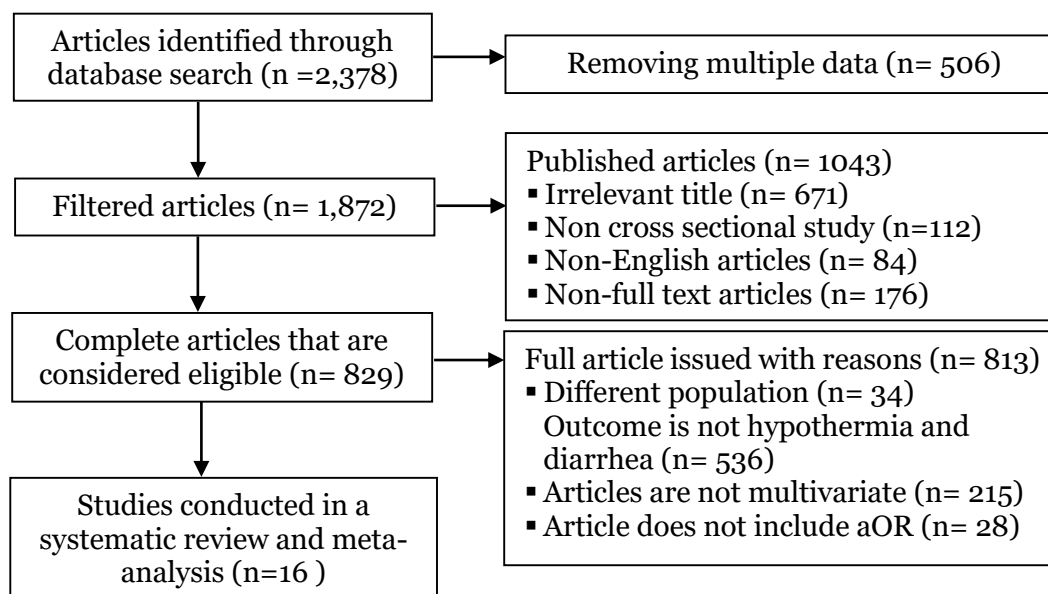 Articles identified through
database search (n =2,378)
Removing multiple data (n= 506)
Filtered articles (n= 1,872)
Published articles (n= 1043)
▪ Irrelevant title (n= 671)
▪ Non cross sectional study (n=112)
▪ Non-English articles (n= 84)
▪ Non-full text articles (n= 176)
Complete articles that are
considered eligible (n= 829)
Full article issued with reasons (n= 813)
▪ Different population (n= 34)
Outcome is not hypothermia and
diarrhea (n= 536)
▪ Articles are not multivariate (n= 215)
▪ Article does not include aOR (n= 28)
Studies conducted in a
systematic review and meta-
analysis (n=16 )